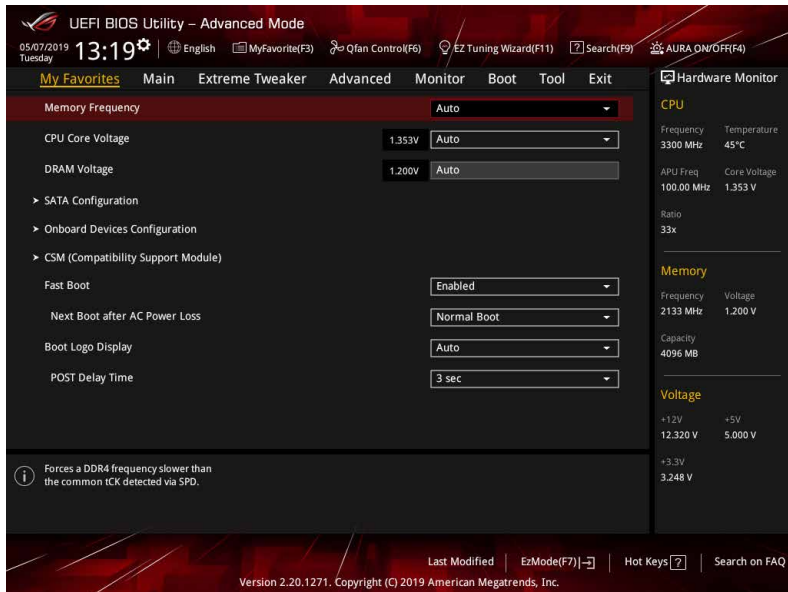 UEFI BIOS Utility – Advanced Mode
05/07/2019 Tuesday 13:19 English MyFavorite(F3) Qfan Control(F6) EZ Tuning Wizard(F11) ? Search(F9) AURA ON/OFF(F4)
My Favorites Main Extreme Tweaker Advanced Monitor Boot Tool Exit
Memory Frequency Auto
CPU Core Voltage 1.353V Auto
DRAM Voltage 1.200V Auto
SATA Configuration
Onboard Devices Configuration
CSM (Compatibility Support Module)
Fast Boot Enabled
Next Boot after AC Power Loss Normal Boot
Boot Logo Display Auto
POST Delay Time 3 sec
Forces a DDR4 frequency slower than
the common tCK detected via SPD.
Hardware Monitor
CPU
Frequency Temperature
3300 MHz 45°C
APU Freq Core Voltage
100.00 MHz 1.353 V
Ratio
33x
Memory
Frequency Voltage
2133 MHz 1.200 V
Capacity
4096 MB
Voltage
+12V +5V
12.320 V 5.000 V
+3.3V
3.248 V
Last Modified EzMode(F7) Hot Keys ? Search on FAQ
Version 2.20.1271. Copyright (C) 2019 American Megatrends, Inc.